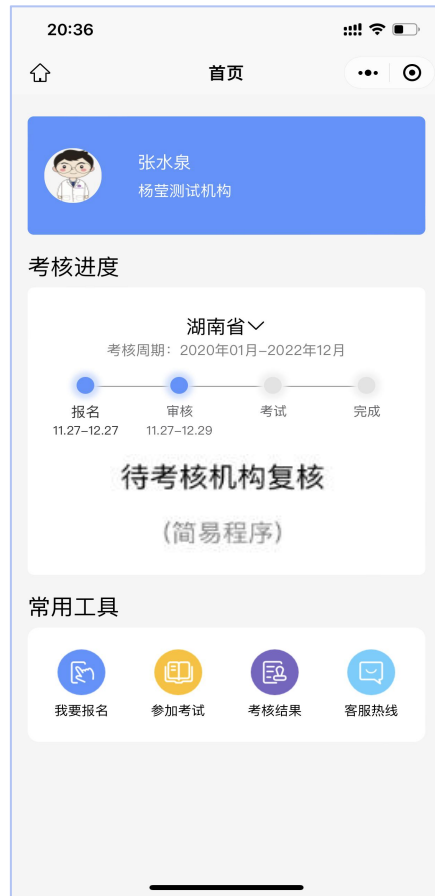 20:36
首页
张水泉
杨莹测试机构
考核进度
湖南省
考核周期：2020年01月–2022年12月
报名 审核 考试 完成
11.27–12.27 11.27–12.29
待考核机构复核
（简易程序）
常用工具
我要报名 参加考试 考核结果 客服热线